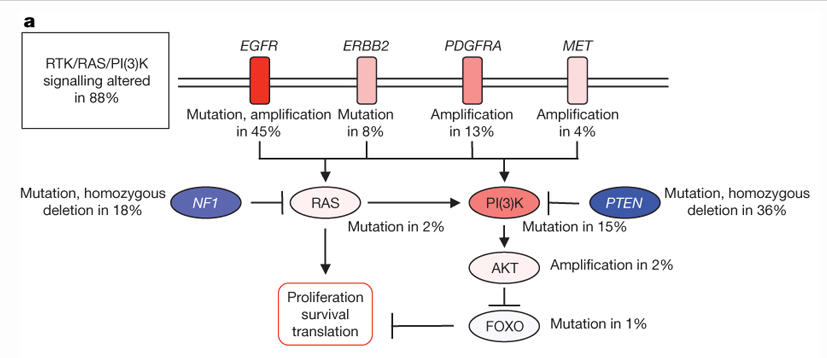 a
RTK/RAS/PI(3)K
signalling altered
in 88%
EGFR
ERBB2
PDGFRA
MET
Mutation, amplification
in 45%
Mutation
in 8%
Amplification
in 13%
Amplification
in 4%
Mutation, homozygous
deletion in 18%
NF1
RAS
Mutation in 2%
PI(3)K
Mutation in 15%
PTEN
Mutation, homozygous
deletion in 36%
AKT
Amplification in 2%
Proliferation
survival
translation
FOXO
Mutation in 1%